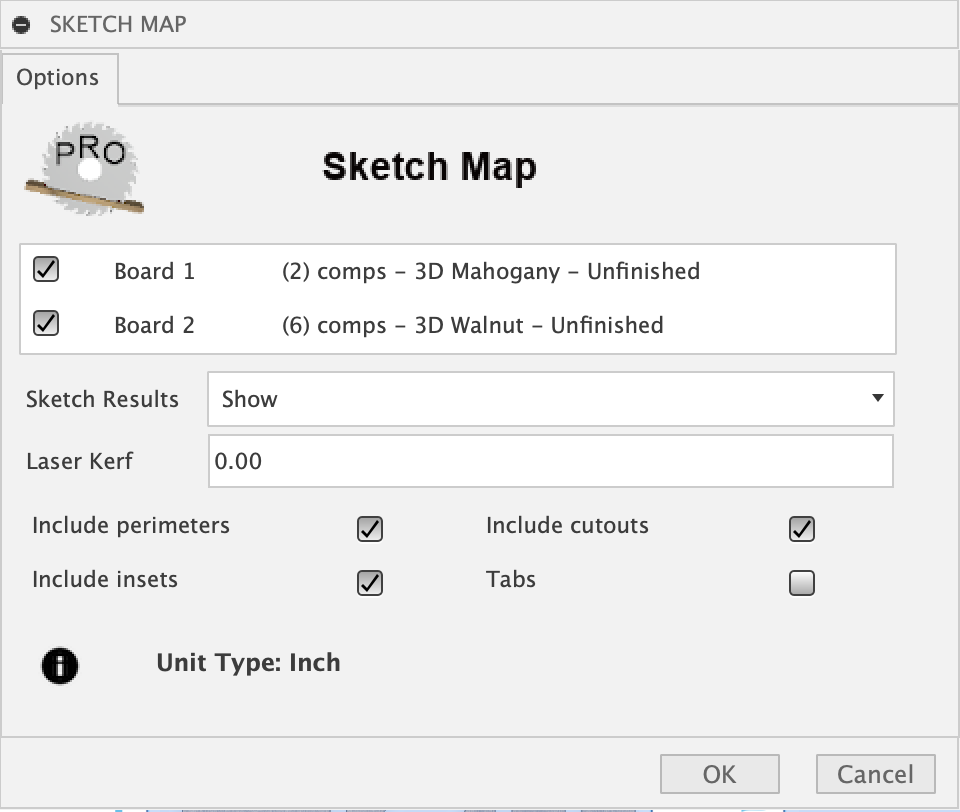 SKETCH MAP
Options
PRO
Sketch Map
Board 1 (2) comps – 3D Mahogany – Unfinished
Board 2 (6) comps – 3D Walnut – Unfinished
Sketch Results Show
Laser Kerf 0.00
Include perimeters Include cutouts
Include insets Tabs
Unit Type: Inch
OK Cancel